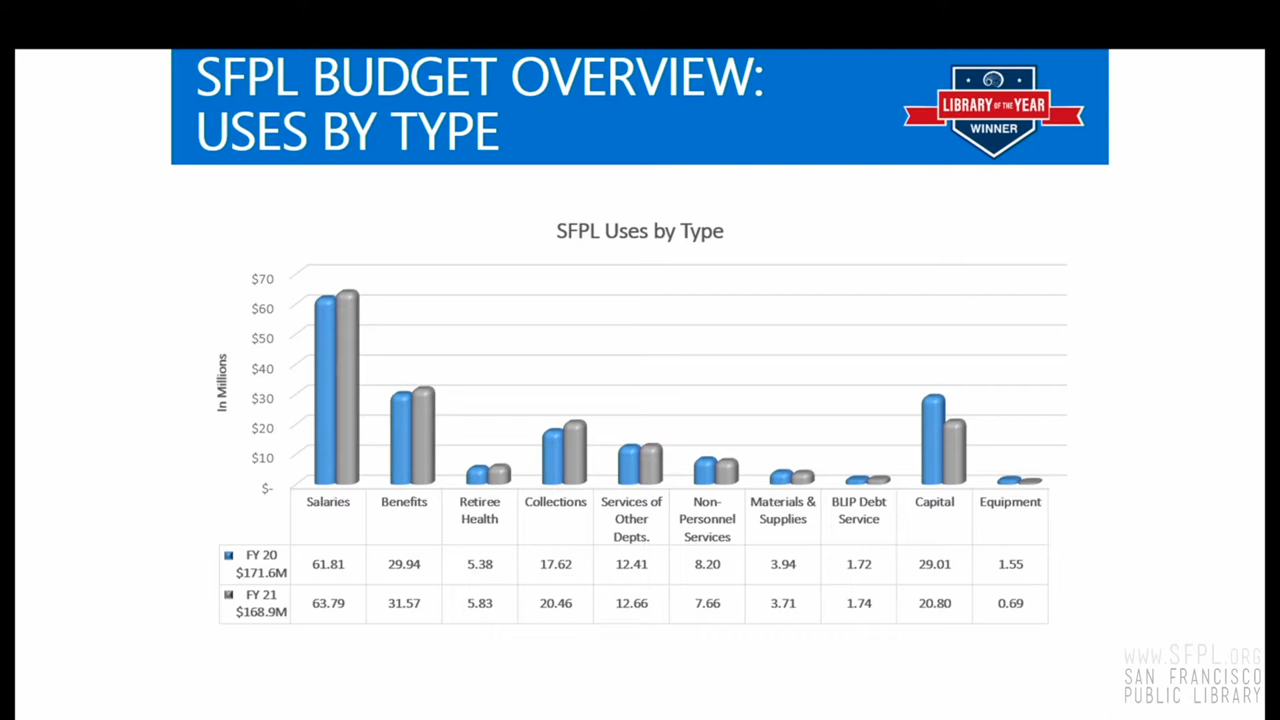 SFPL BUDGET OVERVIEW:
USES BY TYPE
LIBRARY OF THE YEAR
WINNER
SFPL Uses by Type
In Millions
$70
$60
$50
$40
$30
$20
$10
$-
Salaries Benefits Retiree Health Collections Services of Other Depts. Non-Personnel Services Materials & Supplies BLIP Debt Service Capital Equipment
FY 20 $171.6M 61.81 29.94 5.38 17.62 12.41 8.20 3.94 1.72 29.01 1.55
FY 21 $168.9M 63.79 31.57 5.83 20.46 12.66 7.66 3.71 1.74 20.80 0.69
WWW.SFPL.ORG
SAN FRANCISCO
PUBLIC LIBRARY